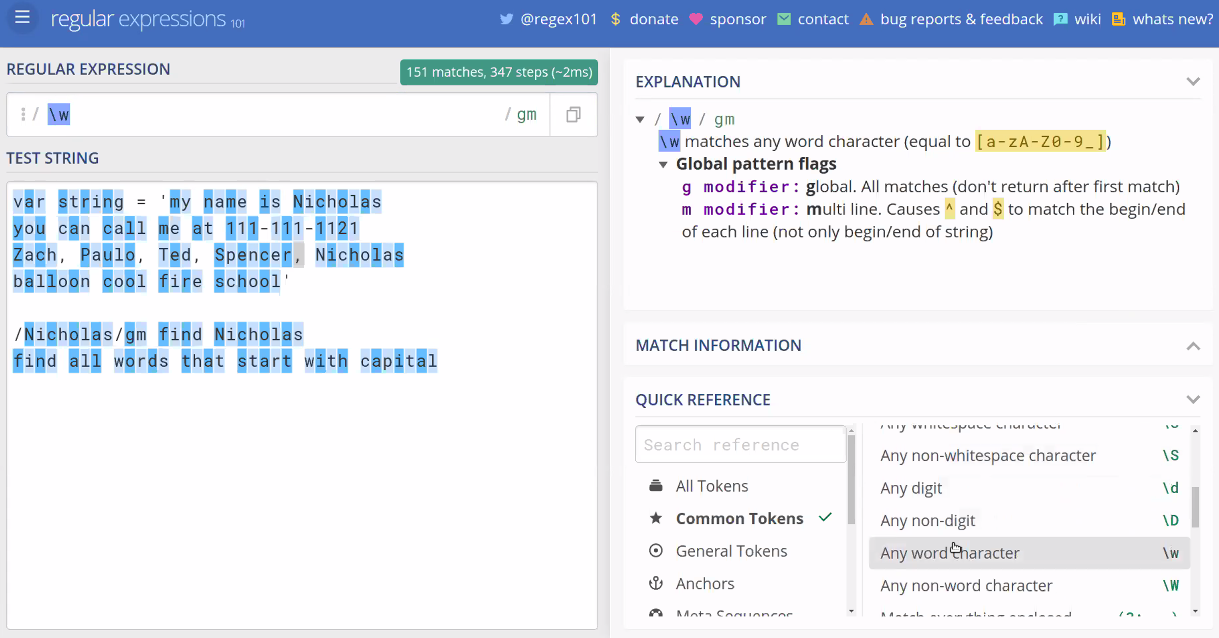 regular expressions 101
@regex101 $ donate sponsor contact bug reports & feedback wiki whats new?
REGULAR EXPRESSION
151 matches, 347 steps (~2ms)
/ \w / gm
TEST STRING
var string = 'my name is Nicholas
you can call me at 111-111-1121
Zach, Paulo, Ted, Spencer, Nicholas
balloon cool fire school'
/Nicholas/gm find Nicholas
find all words that start with capital
EXPLANATION
/ \w / gm
\w matches any word character (equal to [a-zA-Z0-9_])
Global pattern flags
g modifier: global. All matches (don't return after first match)
m modifier: multi line. Causes ^ and $ to match the begin/end
of each line (not only begin/end of string)
MATCH INFORMATION
QUICK REFERENCE
Search reference
All Tokens
Common Tokens
General Tokens
Anchors
Meta Sequences
Any whitespace character \s
Any non-whitespace character \S
Any digit \d
Any non-digit \D
Any word character \w
Any non-word character \W
Match everything enclosed